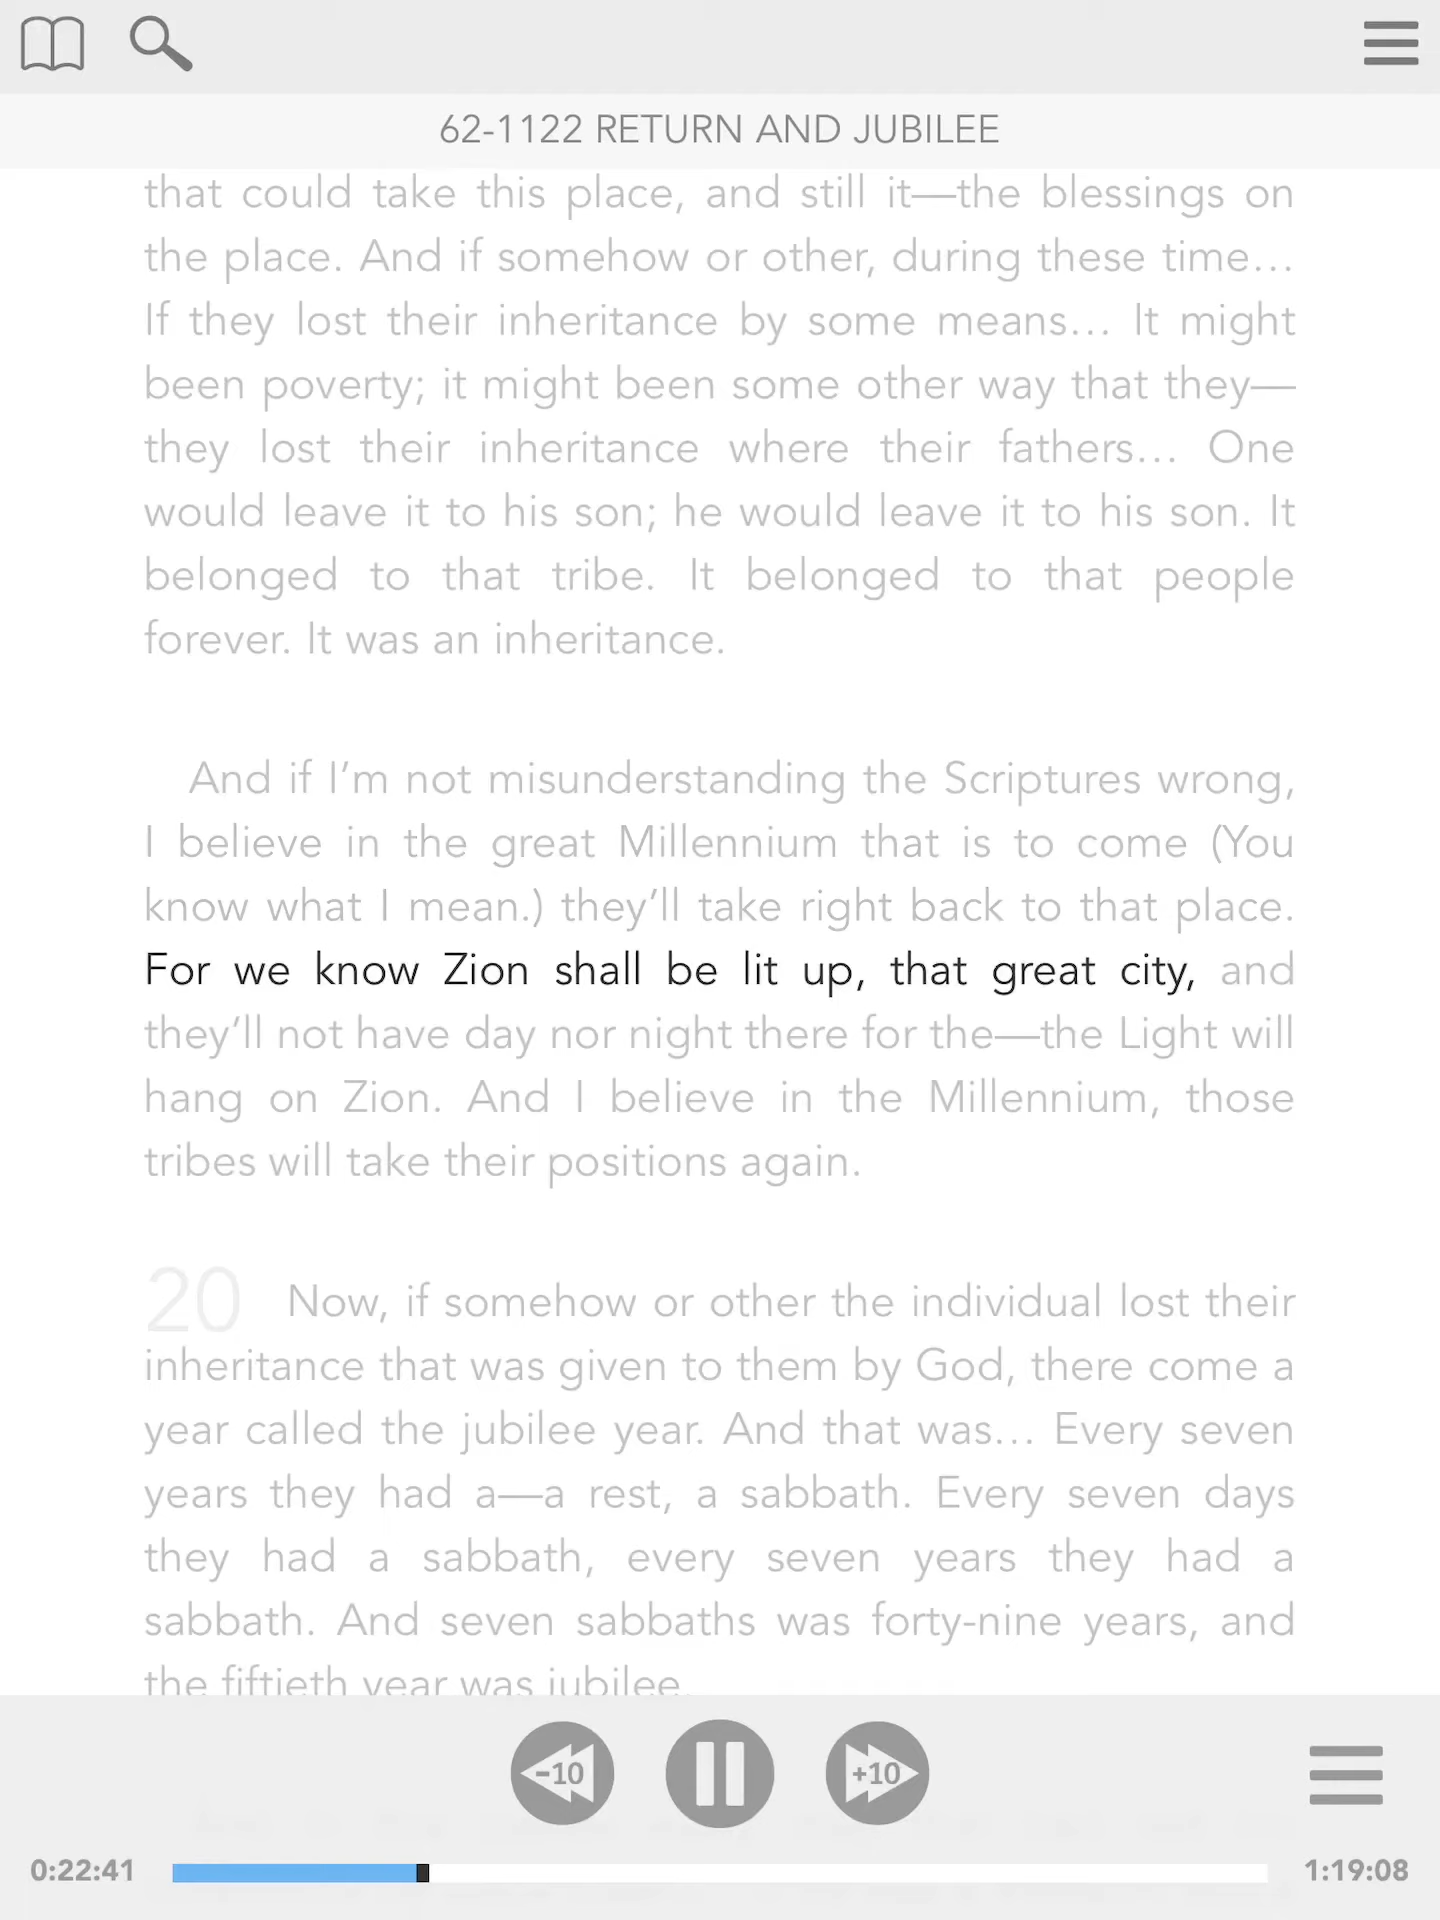 62-1122 RETURN AND JUBILEE
that could take this place, and still it—the blessings on
the place. And if somehow or other, during these time…
If they lost their inheritance by some means… It might
been poverty; it might been some other way that they—
they lost their inheritance where their fathers… One
would leave it to his son; he would leave it to his son. It
belonged to that tribe. It belonged to that people
forever. It was an inheritance.
And if I’m not misunderstanding the Scriptures wrong,
I believe in the great Millennium that is to come (You
know what I mean.) they’ll take right back to that place.
For we know Zion shall be lit up, that great city, and
they’ll not have day nor night there for the—the Light will
hang on Zion. And I believe in the Millennium, those
tribes will take their positions again.
20 Now, if somehow or other the individual lost their
inheritance that was given to them by God, there come a
year called the jubilee year. And that was… Every seven
years they had a—a rest, a sabbath. Every seven days
they had a sabbath, every seven years they had a
sabbath. And seven sabbaths was forty-nine years, and
the fiftieth year was jubilee.
-10 +10
0:22:41 1:19:08